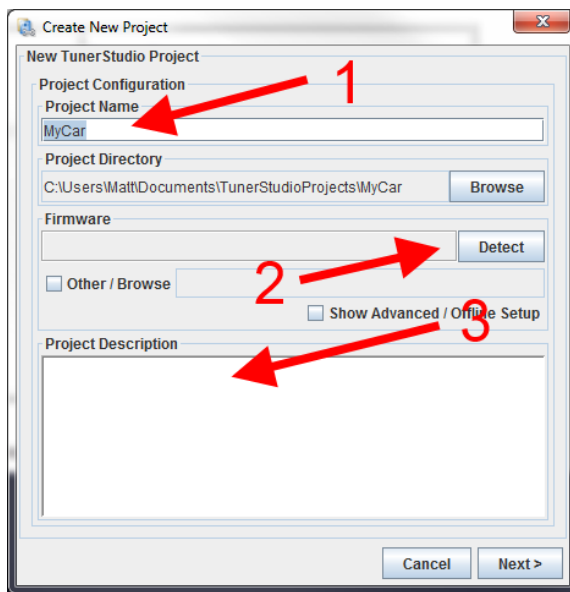 Create New Project
New TunerStudio Project
Project Configuration
1
Project Name
MyCar
Project Directory
C:\Users\Matt\Documents\TunerStudioProjects\MyCar Browse
Firmware
Detect
2
Other / Browse
Show Advanced / Offline Setup
3
Project Description
Cancel Next >